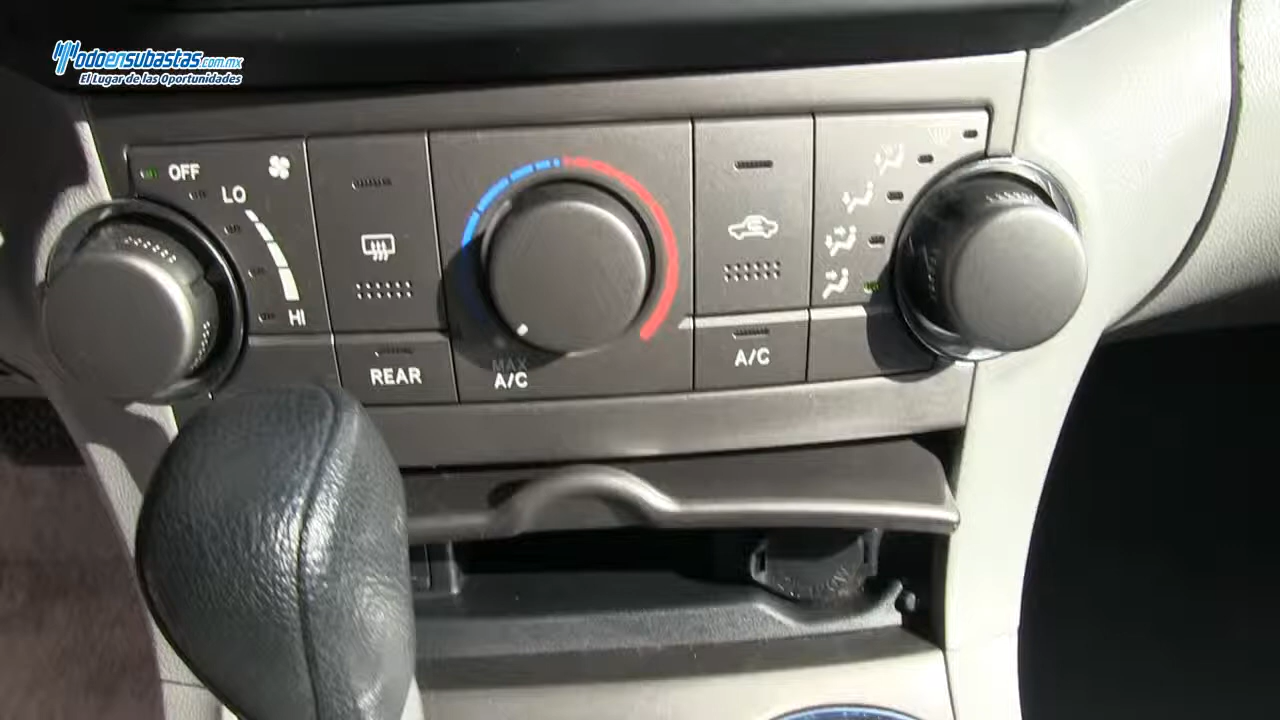 todoensubastas.com.mx
El Lugar de las Oportunidades
OFF
LO
HI
REAR
MAX
A/C
A/C